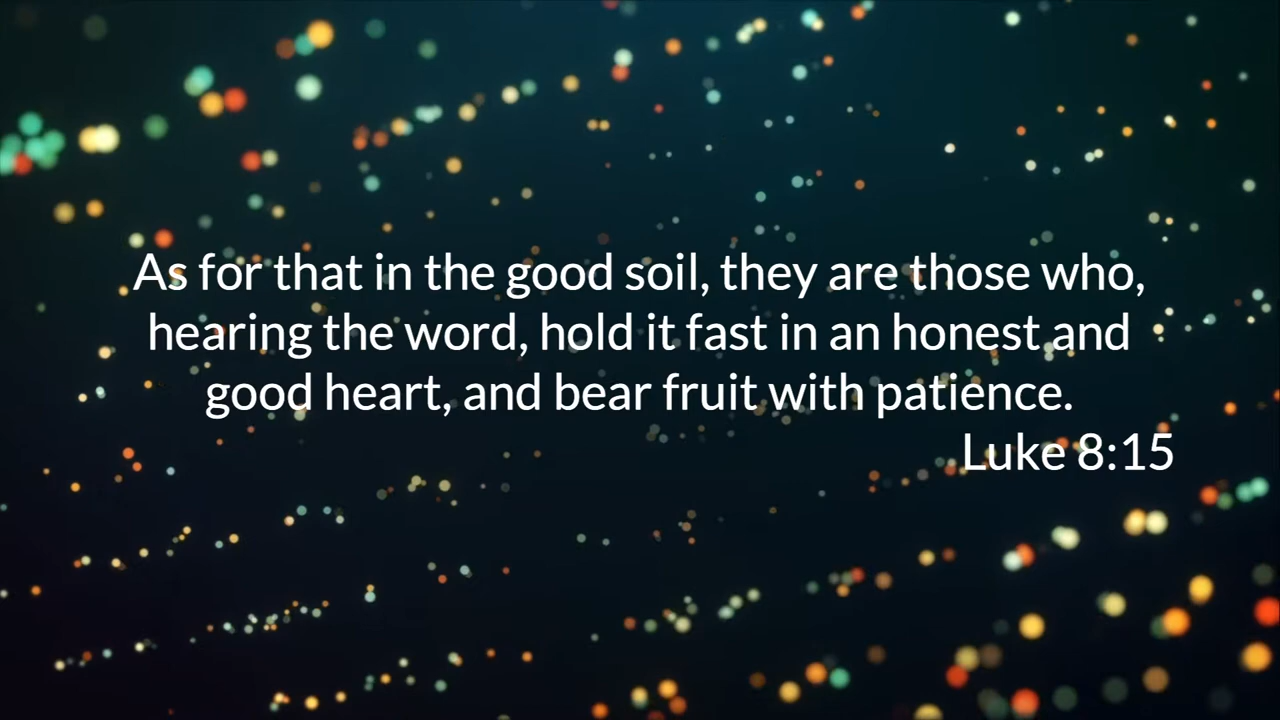 As for that in the good soil, they are those who,
hearing the word, hold it fast in an honest and
good heart, and bear fruit with patience.
Luke 8:15